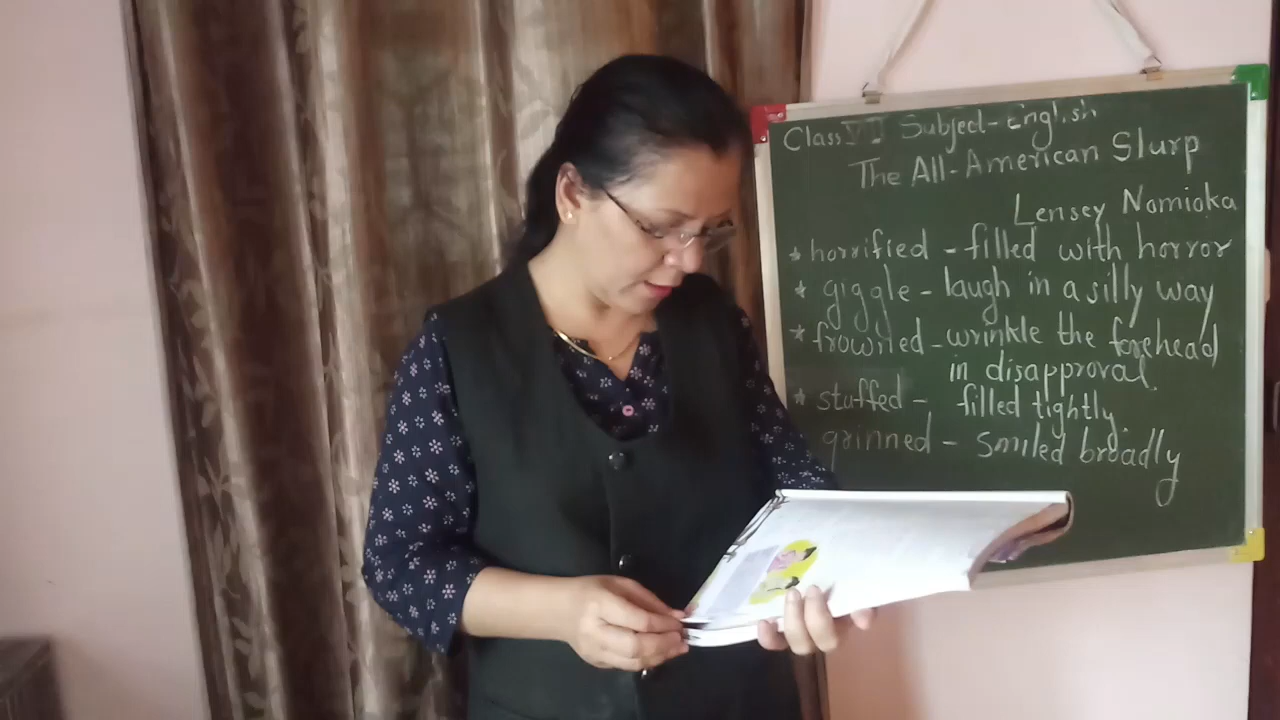 Class VII Subject-English
The All-American Slurp
Lensey Namioka
* horrified - filled with horror
* giggle - laugh in a silly way
* frowned - wrinkle the forehead
in disapproval.
* stuffed - filled tightly
grinned - smiled broadly